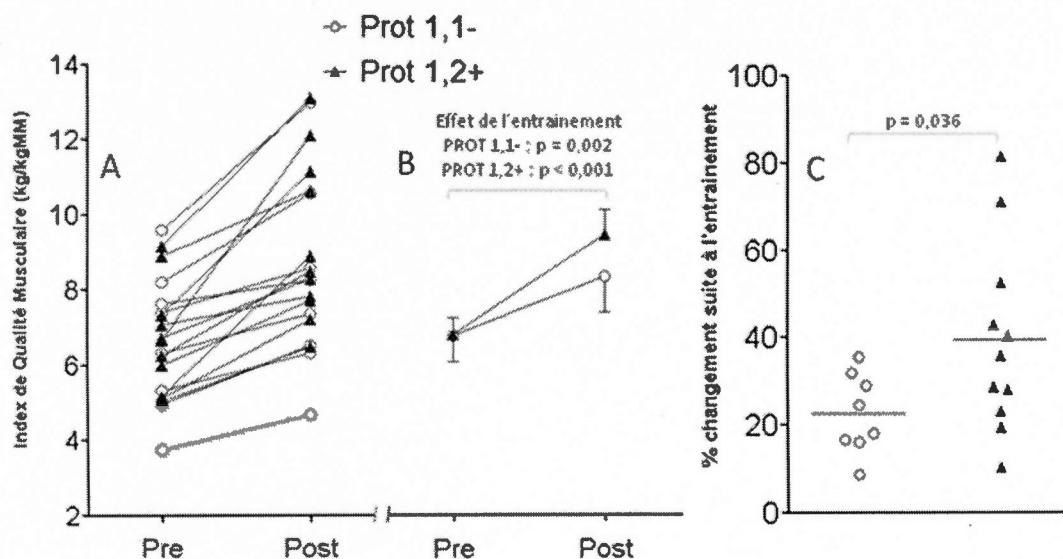 Prot 1,1-
Prot 1,2+
Index de Qualité Musculaire (kg/kgMM)
14
12
10
8
6
4
2
A
Pre
Post
B
Effet de l'entrainement
PROT 1,1- : p = 0,002
PROT 1,2+ : p < 0,001
Pre
Post
% changement suite à l'entrainement
100
80
60
40
20
0
C
p = 0,036